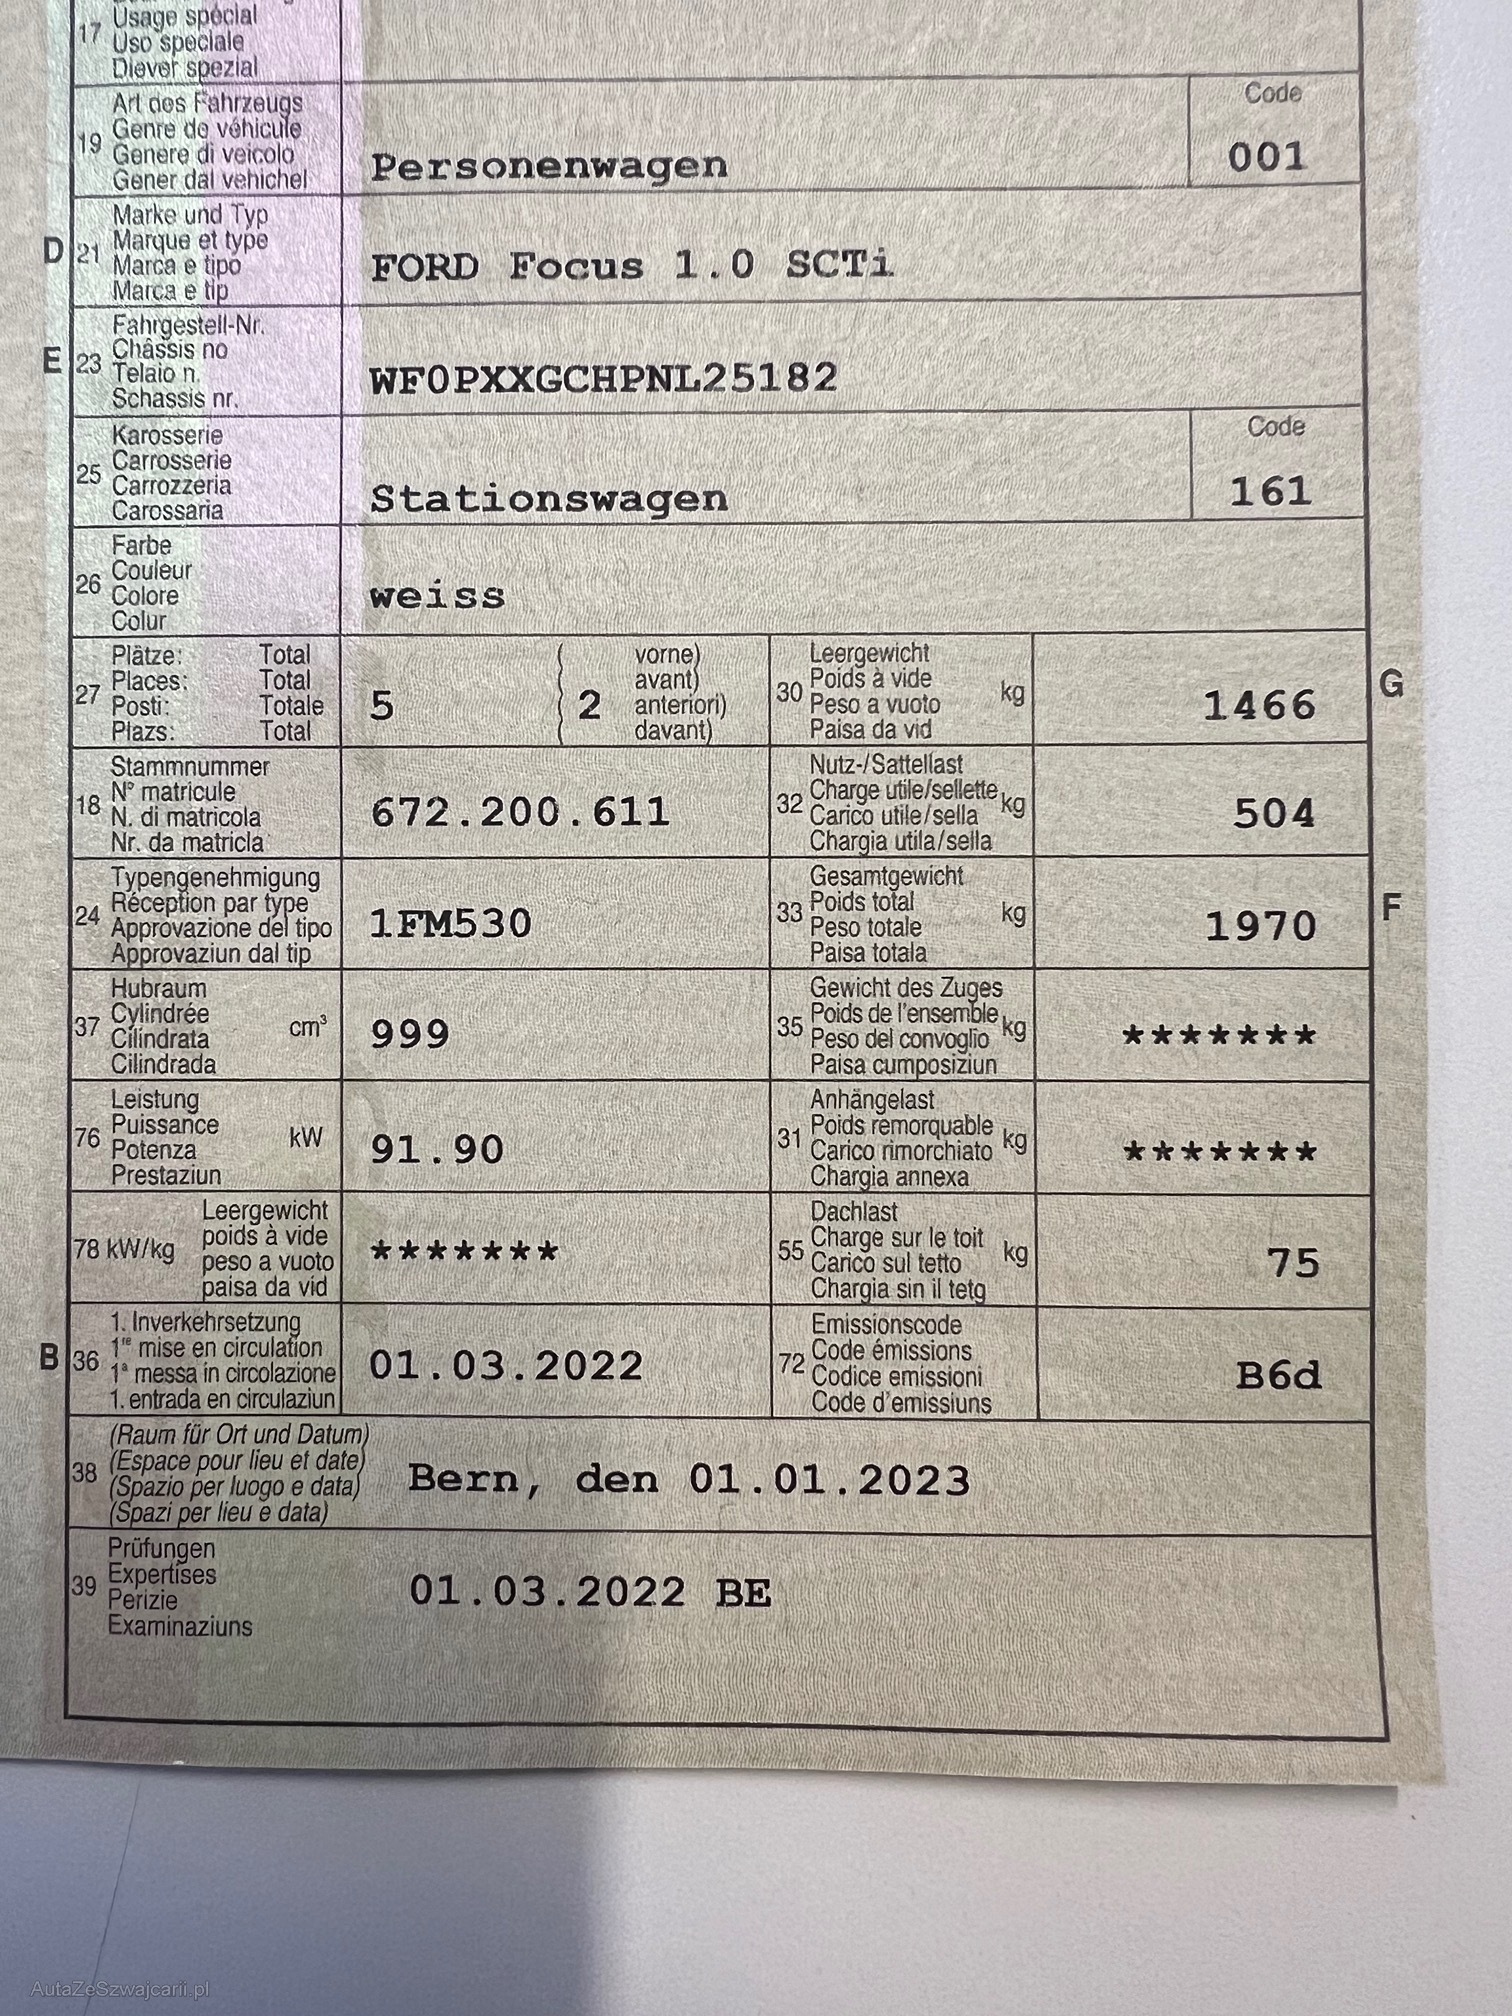 17 Usage spécial
Uso speciale
Diever spezial
Art des Fahrzeugs
Code
19 Genre de véhicule
Genere di veicolo
Gener dal vehichel
Personenwagen
001
Marke und Typ
D 21 Marque et type
Marca e tipo
Marca e tip
FORD Focus 1.0 SCTi
Fahrgestell-Nr.
E 23 Châssis no
Telaio n.
Schassis nr.
WF0PXXGCHPNL25182
Karosserie
Code
25 Carrosserie
Carrozzeria
Carossaria
Stationswagen
161
Farbe
26 Couleur
Colore
Colur
weiss
Plätze: Total
27 Places: Total
Posti: Totale
Plazs: Total
5
2
vorne)
avant)
anteriori)
davant)
Leergewicht
30 Poids à vide kg
Peso a vuoto
Paisa da vid
1466
G
Stammnummer
18 N° matricule
N. di matricola
Nr. da matricla
672.200.611
Nutz-/Sattellast
32 Charge utile/sellette kg
Carico utile/sella
Chargia utila/sella
504
Typengenehmigung
24 Réception par type
Approvazione del tipo
Approvaziun dal tip
1FM530
Gesamtgewicht
33 Poids total kg
Peso totale
Paisa totala
1970
F
Hubraum
37 Cylindrée cm³
Cilindrata
Cilindrada
999
Gewicht des Zuges
35 Poids de l'ensemble kg
Peso del convoglio
Paisa cumposiziun
*******
Leistung
76 Puissance kW
Potenza
Prestaziun
91.90
Anhängelast
31 Poids remorquable kg
Carico rimorchiato
Chargia annexa
*******
Leergewicht
78 kW/kg poids à vide
peso a vuoto
paisa da vid
*******
Dachlast
55 Charge sur le toit kg
Carico sul tetto
Chargia sin il tetg
75
1. Inverkehrsetzung
B 36 1re mise en circulation
1a messa in circolazione
1. entrada en circulaziun
01.03.2022
Emissionscode
72 Code émissions
Codice emissioni
Code d'emissiuns
B6d
(Raum für Ort und Datum)
38 (Espace pour lieu et date)
(Spazio per luogo e data)
(Spazi per lieu e data)
Bern, den 01.01.2023
Prüfungen
39 Expertises
Perizie
Examinaziuns
01.03.2022 BE
AutaZeSzwajcarii.pl